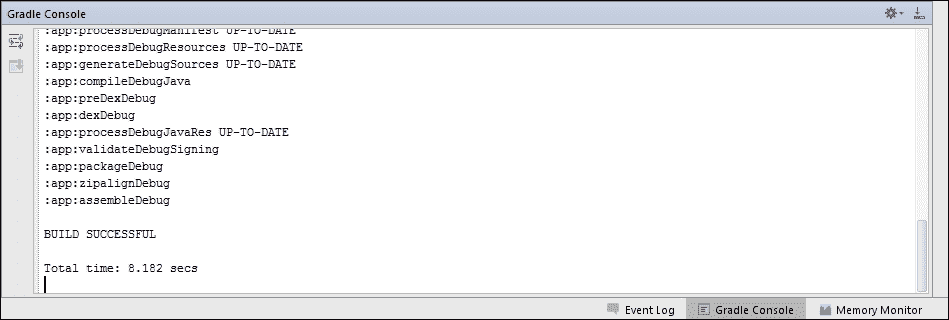 Gradle Console
:app:processDebugManifest UP-TO-DATE
:app:processDebugResources UP-TO-DATE
:app:generateDebugSources UP-TO-DATE
:app:compileDebugJava
:app:preDexDebug
:app:dexDebug
:app:processDebugJavaRes UP-TO-DATE
:app:validateDebugSigning
:app:packageDebug
:app:zipalignDebug
:app:assembleDebug
BUILD SUCCESSFUL
Total time: 8.182 secs
Event Log Gradle Console Memory Monitor